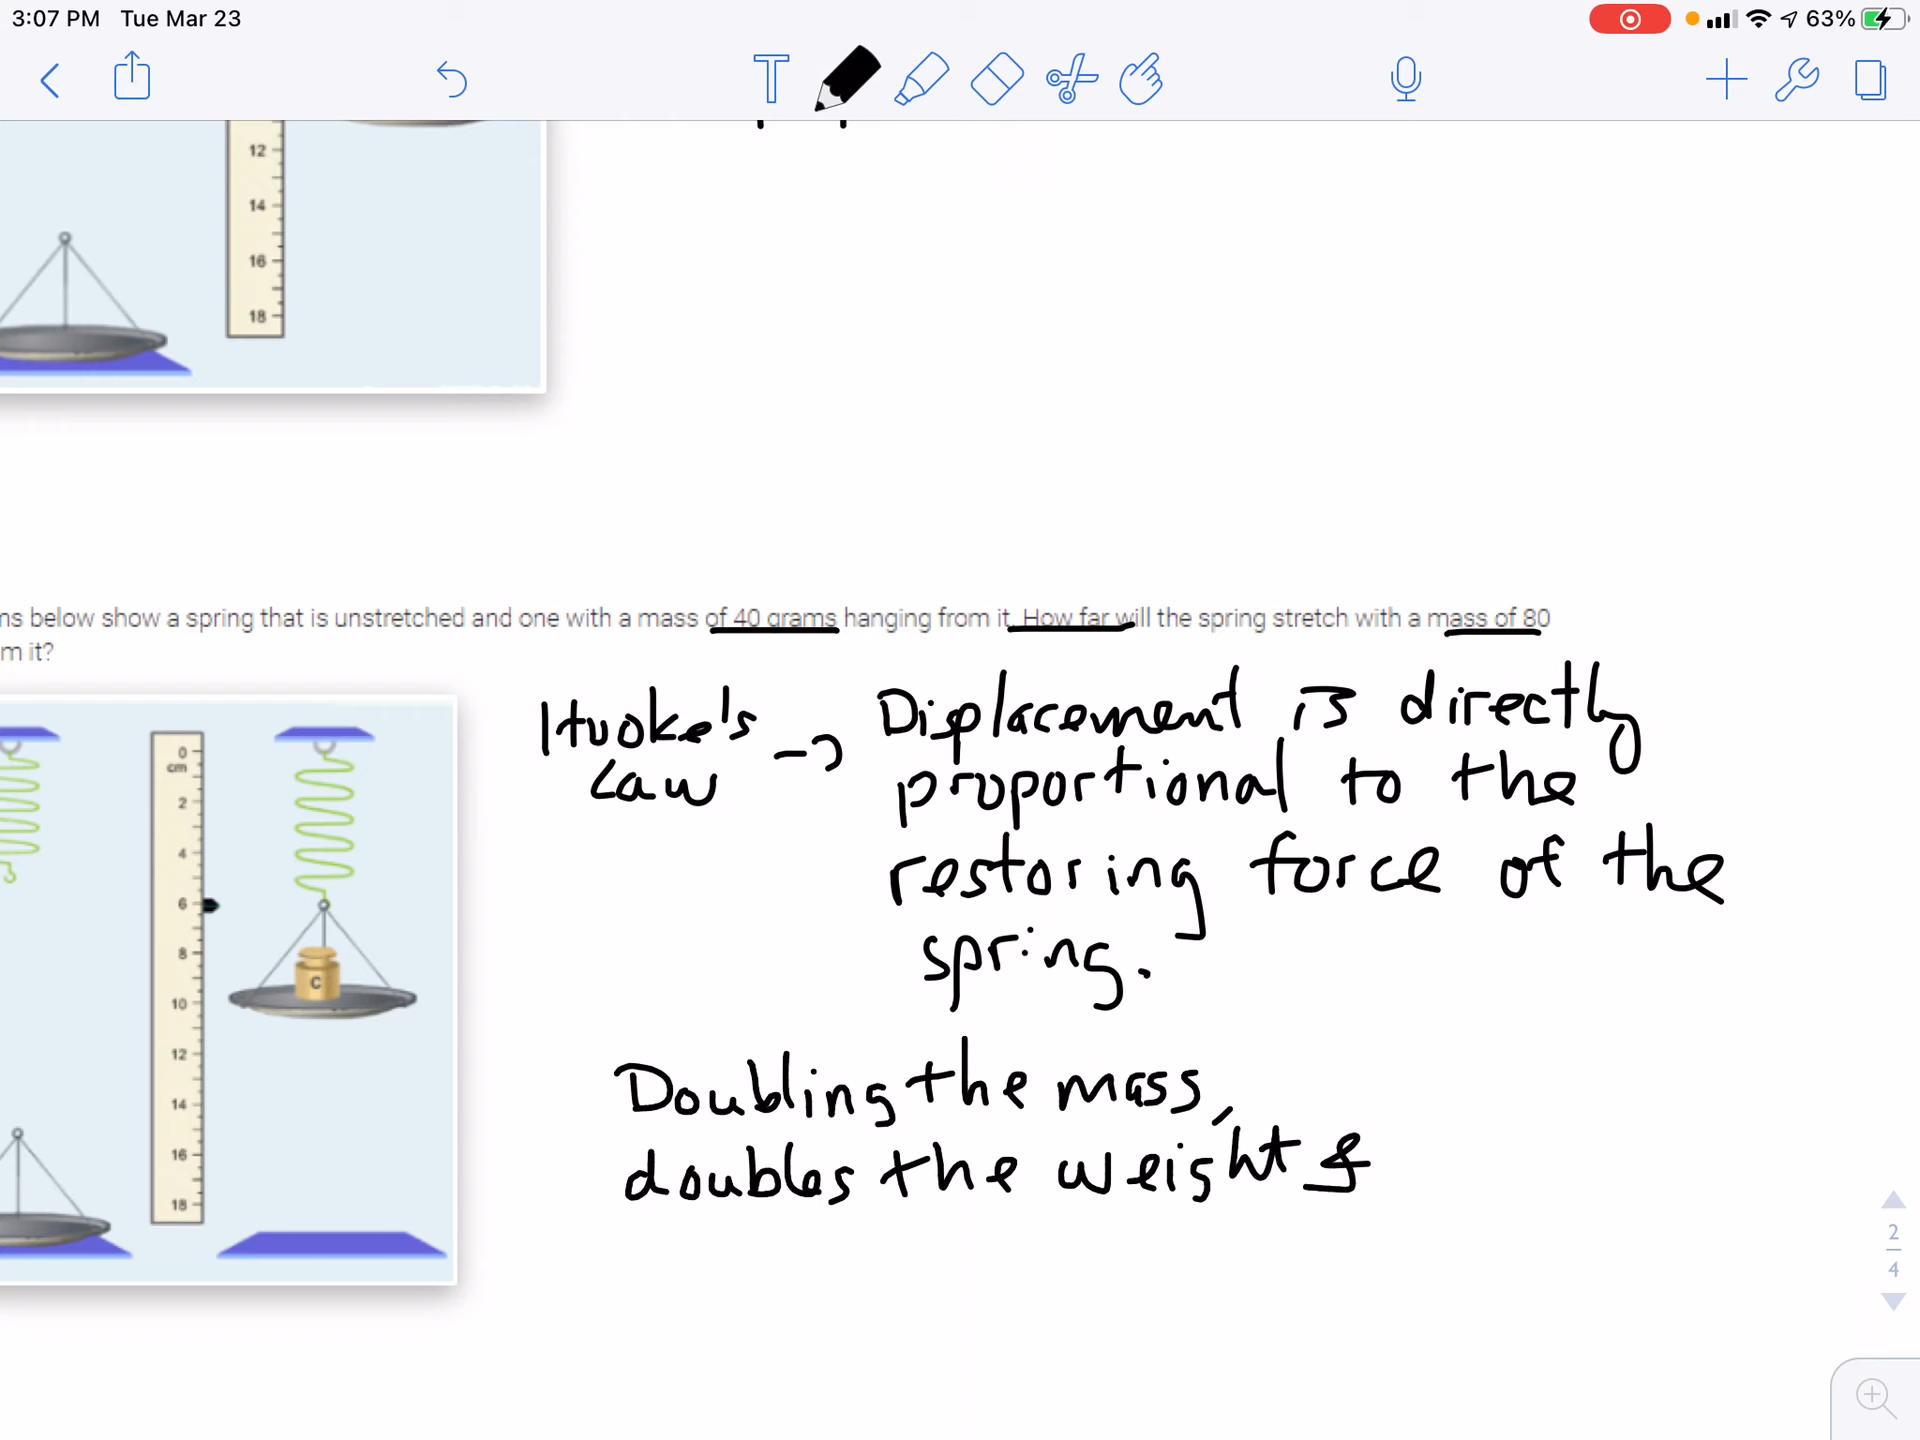 3:07 PM Tue Mar 23
63%
T
12
14
16
18
ns below show a spring that is unstretched and one with a mass of 40 grams hanging from it. How far will the spring stretch with a mass of 80
m it?
Hooke's
Law
Displacement is directly
proportional to the
restoring force of the
spring.
0
cm
2
4
6
8
10
12
14
16
18
C
Doubling the mass,
doubles the weight &
2
4